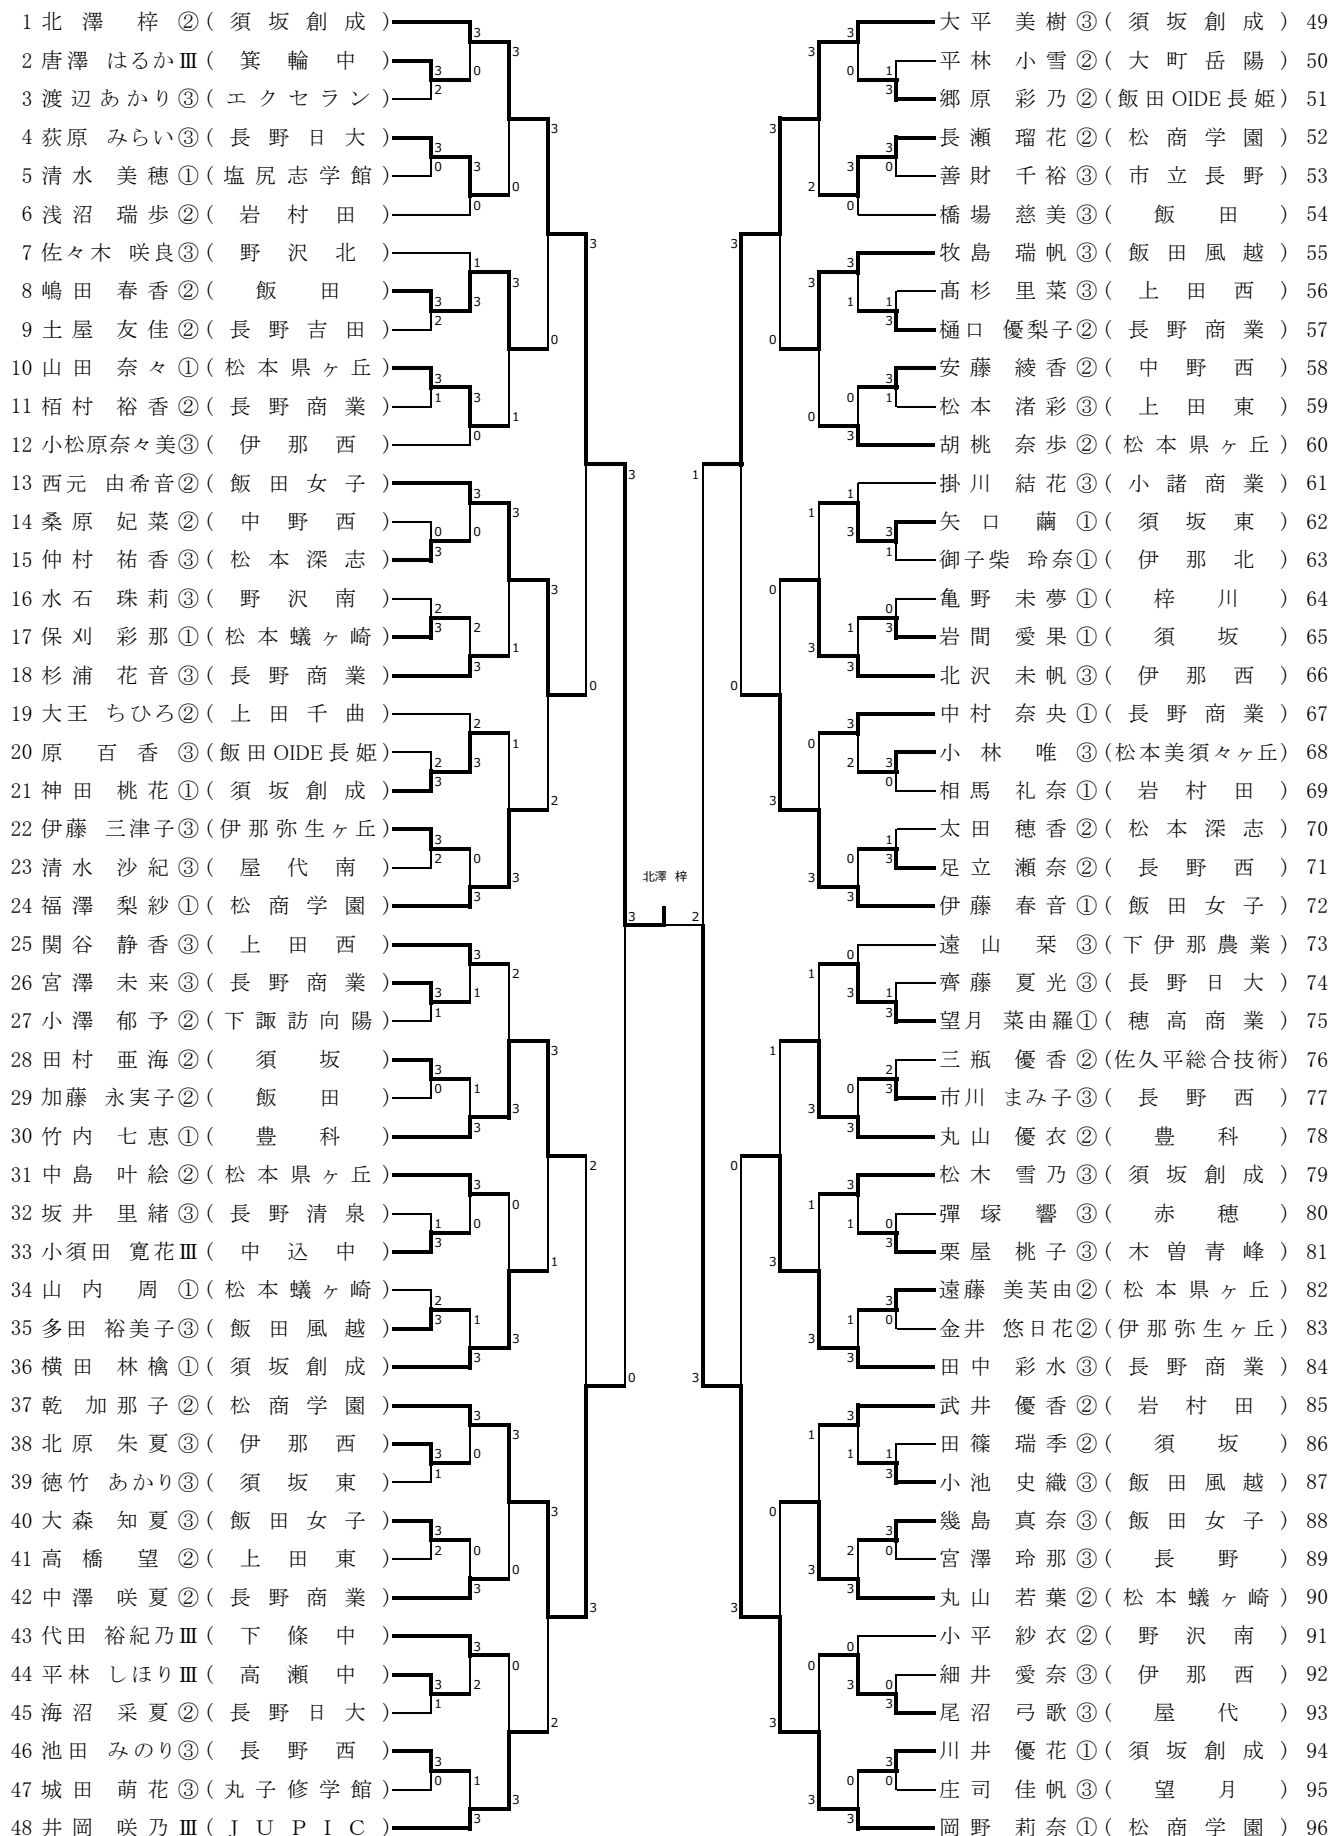 1 北澤 梓 ② (須坂創成)
2 唐澤 はるかⅢ (箕輪中)
3 渡辺あかり③ (エクセラン)
4 荻原 みらい③ (長野日大)
5 清水 美穂① (塩尻志学館)
6 浅沼 瑞歩② (岩村田)
7 佐々木 咲良③ (野沢北)
8 嶋田 春香② (飯田)
9 土屋 友佳② (長野吉田)
10 山田 奈々① (松本県ヶ丘)
11 栢村 裕香② (長野商業)
12 小松原奈々美③ (伊那西)
13 西元 由希音② (飯田女子)
14 桑原 妃菜② (中野西)
15 仲村 祐香③ (松本深志)
16 水石 珠莉③ (野沢南)
17 保刈 彩那① (松本蟻ヶ崎)
18 杉浦 花音③ (長野商業)
19 大王 ちひろ② (上田千曲)
20 原 百香 ③ (飯田OIDE長姫)
21 神田 桃花① (須坂創成)
22 伊藤 三津子③ (伊那弥生ヶ丘)
23 清水 沙紀③ (屋代南)
24 福澤 梨紗① (松商学園)
25 関谷 静香③ (上田西)
26 宮澤 未来③ (長野商業)
27 小澤 郁予② (下諏訪向陽)
28 田村 亜海② (須坂)
29 加藤 永実子② (飯田)
30 竹内 七恵① (豊科)
31 中島 叶絵② (松本県ヶ丘)
32 坂井 里緒③ (長野清泉)
33 小須田 寛花Ⅲ (中込中)
34 山内 周 ① (松本蟻ヶ崎)
35 多田 裕美子③ (飯田風越)
36 横田 林檎① (須坂創成)
37 乾 加那子② (松商学園)
38 北原 朱夏③ (伊那西)
39 徳竹 あかり③ (須坂東)
40 大森 知夏③ (飯田女子)
41 高橋 望 ② (上田東)
42 中澤 咲夏② (長野商業)
43 代田 裕紀乃Ⅲ (下條中)
44 平林 しほりⅢ (高瀬中)
45 海沼 采夏② (長野日大)
46 池田 みのり③ (長野西)
47 城田 萌花③ (丸子修学館)
48 井岡 咲乃Ⅲ (JUPIC)
北澤 梓
3 2
大平 美樹③ (須坂創成) 49
平林 小雪② (大町岳陽) 50
郷原 彩乃② (飯田OIDE長姫) 51
長瀬 瑠花② (松商学園) 52
善財 千裕③ (市立長野) 53
橋場 慈美③ (飯田) 54
牧島 瑞帆③ (飯田風越) 55
髙杉 里菜③ (上田西) 56
樋口 優梨子② (長野商業) 57
安藤 綾香② (中野西) 58
松本 渚彩③ (上田東) 59
胡桃 奈歩② (松本県ヶ丘) 60
掛川 結花③ (小諸商業) 61
矢口 繭 ① (須坂東) 62
御子柴 玲奈① (伊那北) 63
亀野 未夢① (梓川) 64
岩間 愛果① (須坂) 65
北沢 未帆③ (伊那西) 66
中村 奈央① (長野商業) 67
小林 唯 ③ (松本美須々ヶ丘) 68
相馬 礼奈① (岩村田) 69
太田 穂香② (松本深志) 70
足立 瀬奈② (長野西) 71
伊藤 春音① (飯田女子) 72
遠山 栞 ③ (下伊那農業) 73
齊藤 夏光③ (長野日大) 74
望月 菜由羅① (穂高商業) 75
三瓶 優香② (佐久平総合技術) 76
市川 まみ子③ (長野西) 77
丸山 優衣② (豊科) 78
松木 雪乃③ (須坂創成) 79
彈塚 響 ③ (赤穂) 80
栗屋 桃子③ (木曽青峰) 81
遠藤 美芙由② (松本県ヶ丘) 82
金井 悠日花② (伊那弥生ヶ丘) 83
田中 彩水③ (長野商業) 84
武井 優香② (岩村田) 85
田篠 瑞季② (須坂) 86
小池 史織③ (飯田風越) 87
幾島 真奈③ (飯田女子) 88
宮澤 玲那③ (長野) 89
丸山 若葉② (松本蟻ヶ崎) 90
小平 紗衣② (野沢南) 91
細井 愛奈③ (伊那西) 92
尾沼 弓歌③ (屋代) 93
川井 優花① (須坂創成) 94
庄司 佳帆③ (望月) 95
岡野 莉奈① (松商学園) 96